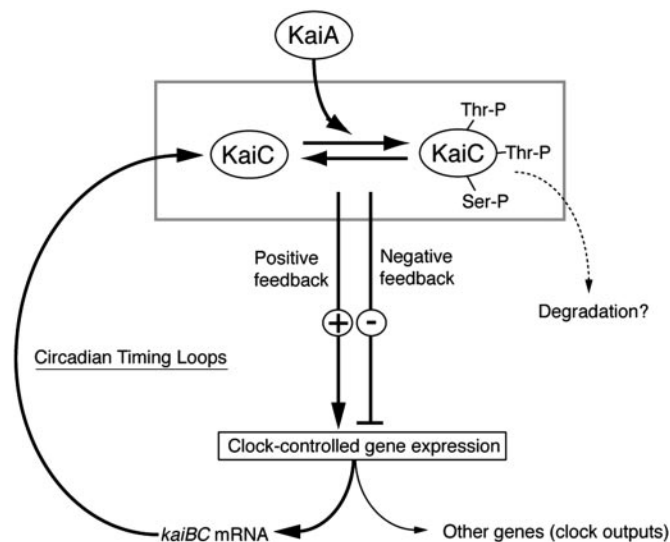 KaiA
Thr-P
KaiC
KaiC
Thr-P
Ser-P
Positive
feedback
Negative
feedback
Degradation?
+
-
Circadian Timing Loops
Clock-controlled gene expression
kaiBC mRNA
Other genes (clock outputs)